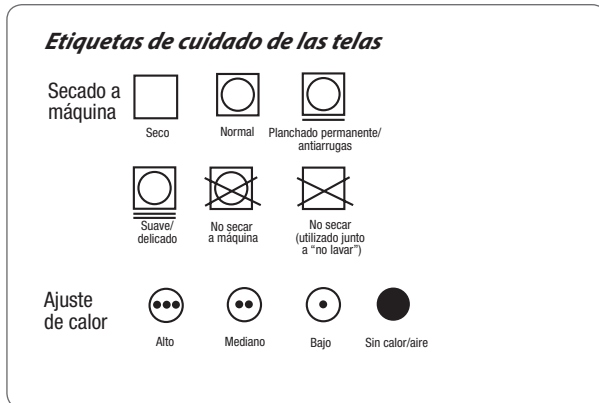 Etiquetas de cuidado de las telas
Secado a
máquina
Seco
Normal
Planchado permanente/
antiarrugas
Suave/
delicado
No secar
a máquina
No secar
(utilizado junto
a “no lavar”)
Ajuste
de calor
Alto
Mediano
Bajo
Sin calor/aire